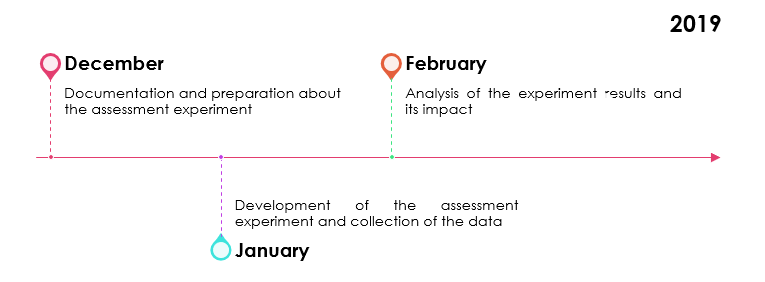 2019
December
Documentation and preparation about
the assessment experiment
February
Analysis of the experiment results and
its impact
Development of the assessment
experiment and collection of the data
January